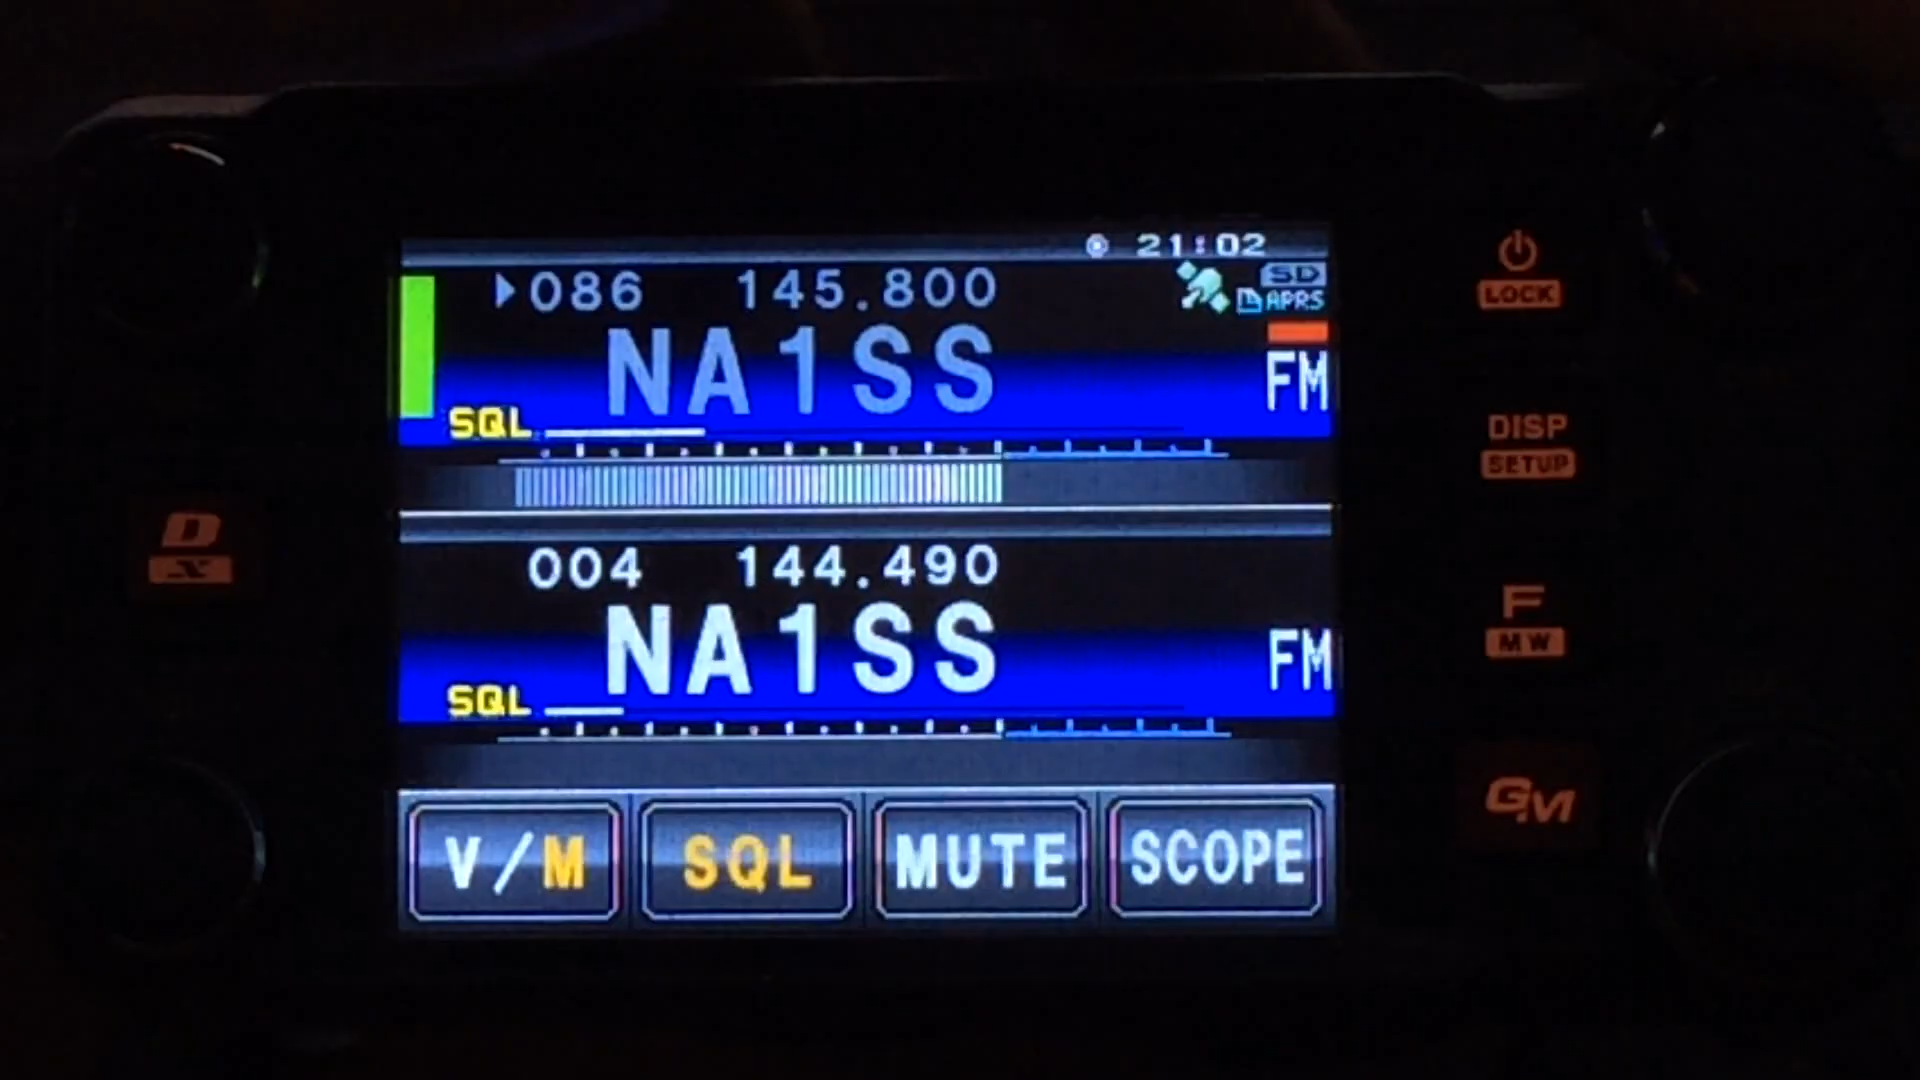 21:02
086 145.800
SD
APRS
NA1SS
FM
SQL
004 144.490
NA1SS
FM
SQL
V/M SQL MUTE SCOPE
D
X
LOCK
DISP
SETUP
F
MW
GM